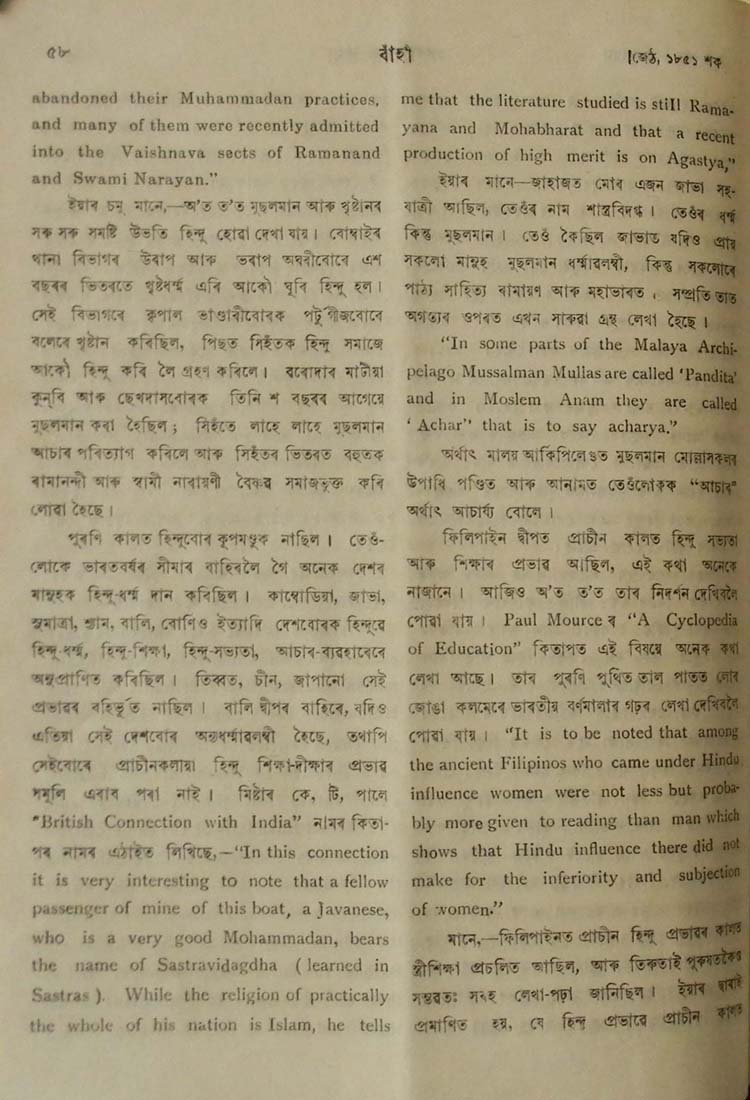 ৫৮
বাঁহী
জেঠ, ১৮৫১ শক
abandoned their Muhammadan practices,
and many of them were recently admitted
into the Vaishnava sects of Ramanand
and Swami Narayan."
ইয়াৰ চমু মানে,—অ'ত ত'ত মুছলমান আৰু খৃষ্টানৰ
সৰু সৰু সমষ্টি উভতি হিন্দু হোৱা দেখা যায়। বোম্বাইৰ
থানা বিভাগৰ উৰাপ আৰু ভৰাপ অঘৰীবোৰে এশ
বছৰৰ ভিতৰতে খৃষ্টধৰ্ম্ম এৰি আকৌ ঘুৰি হিন্দু হল।
সেই বিভাগৰে কৃপাল ভাণ্ডাৰীবোৰক পৰ্টুগীজবোৰে
বলেৰে খৃষ্টান কৰিছিল, পিছত সিহঁতক হিন্দু সমাজে
আকৌ হিন্দু কৰি লৈ গ্ৰহণ কৰিলে। বৰোদাৰ মাতীয়া
কুন্‌বি আৰু ছেখদাসবোৰক তিনি শ বছৰৰ আগেয়ে
মুছলমান কৰা হৈছিল; সিহঁতে লাহে লাহে মুছলমান
আচাৰ পৰিত্যাগ কৰিলে আৰু সিহঁতৰ ভিতৰত বহুতক
ৰামানন্দী আৰু স্বামী নাৰায়ণী বৈষ্ণৱ সমাজভুক্ত কৰি
লোৱা হৈছে।
পুৰণি কালত হিন্দুবোৰ কূপমণ্ডুক নাছিল। তেওঁ-
লোকে ভাৰতবৰ্ষৰ সীমাৰ বাহিৰলৈ গৈ অনেক দেশৰ
মানুহক হিন্দু-ধৰ্ম্ম দান কৰিছিল। কাম্বোডিয়া, জাভা,
সুমাত্ৰা, শ্যাম, বালি, বোৰ্ণিও ইত্যাদি দেশবোৰক হিন্দুৱে
হিন্দু-ধৰ্ম্ম, হিন্দু-শিক্ষা, হিন্দু-সভ্যতা, আচাৰ-ব্যৱহাৰেৰে
অনুপ্ৰাণিত কৰিছিল। তিব্বত, চীন, জাপানো সেই
প্ৰভাৱৰ বহিৰ্ভূত নাছিল। বালি দ্বীপৰ বাহিৰে, যদিও
এতিয়া সেই দেশবোৰ অন্যধৰ্ম্মাৱলম্বী হৈছে, তথাপি
সেইবোৰে প্ৰাচীনকলীয়া হিন্দু শিক্ষা-দীক্ষাৰ প্ৰভাৱ
সমূলি এৰাব পৰা নাই। মিষ্টাৰ কে, টি, পালে
"British Connection with India" নামৰ কিতা-
পৰ নামৰ এঠাইত লিখিছে,—"In this connection
it is very interesting to note that a fellow
passenger of mine of this boat, a Javanese,
who is a very good Mohammadan, bears
the name of Sastravidagdha (learned in
Sastras). While the religion of practically
the whole of his nation is Islam, he tells
me that the literature studied is still Rama-
yana and Mohabharat and that a recent
production of high merit is on Agastya,"
ইয়াৰ মানে—জাহাজত মোৰ এজন জাভা সহ-
যাত্ৰী আছিল, তেওঁৰ নাম শাস্ত্ৰবিদগ্ধ। তেওঁৰ ধৰ্ম্ম
কিন্তু মুছলমান। তেওঁ কৈছিল জাভাত যদিও প্ৰায়
সকলো মানুহ মুছলমান ধৰ্ম্মাৱলম্বী, কিন্তু সকলোৰে
পাঠ্য সাহিত্য ৰামায়ণ আৰু মহাভাৰত, সম্প্ৰতি তাত
অগস্ত্যৰ ওপৰত এখন সাৰুৱা গ্ৰন্থ লেখা হৈছে।
"In some parts of the Malaya Archi-
pelago Mussalman Mullas are called 'Pandita'
and in Moslem Anam they are called
'Achar" that is to say acharya."
অৰ্থাৎ মালয় আৰ্কিপিলেগুত মুছলমান মোল্লাসকলৰ
উপাধি পণ্ডিত আৰু আনামত তেওঁলোকক "আচাৰ"
অৰ্থাৎ আচাৰ্য্য বোলে।
ফিলিপাইন দ্বীপত প্ৰাচীন কালত হিন্দু সভ্যতা
আৰু শিক্ষাৰ প্ৰভাৱ আছিল, এই কথা অনেকে
নাজানে। আজিও অ'ত ত'ত তাৰ নিদৰ্শন দেখিবলৈ
পোৱা যায়। Paul Mource ৰ "A Cyclopedia
of Education" কিতাপত এই বিষয়ে অনেক কথা
লেখা আছে। তাৰ পুৰণি পুথিত তাল পাতত লোৰ
জোঙা কলমেৰে ভাৰতীয় বৰ্ণমালাৰ গঢ়ৰ লেখা দেখিবলৈ
পোৱা যায়। "It is to be noted that among
the ancient Filipinos who came under Hindu
influence women were not less but proba-
bly more given to reading than man which
shows that Hindu influence there did not
make for the inferiority and subjection
of women."
মানে,—ফিলিপাইনত প্ৰাচীন হিন্দু প্ৰভাৱৰ কালত
স্ত্ৰীশিক্ষা প্ৰচলিত আছিল, আৰু তিৰুতাই পুৰুষতকৈও
সম্ভৱতঃ সৰহ লেখা-পঢ়া জানিছিল। ইয়াৰ দ্বাৰাই
প্ৰমাণিত হয়, যে হিন্দু প্ৰভাৱে প্ৰাচীন কালত